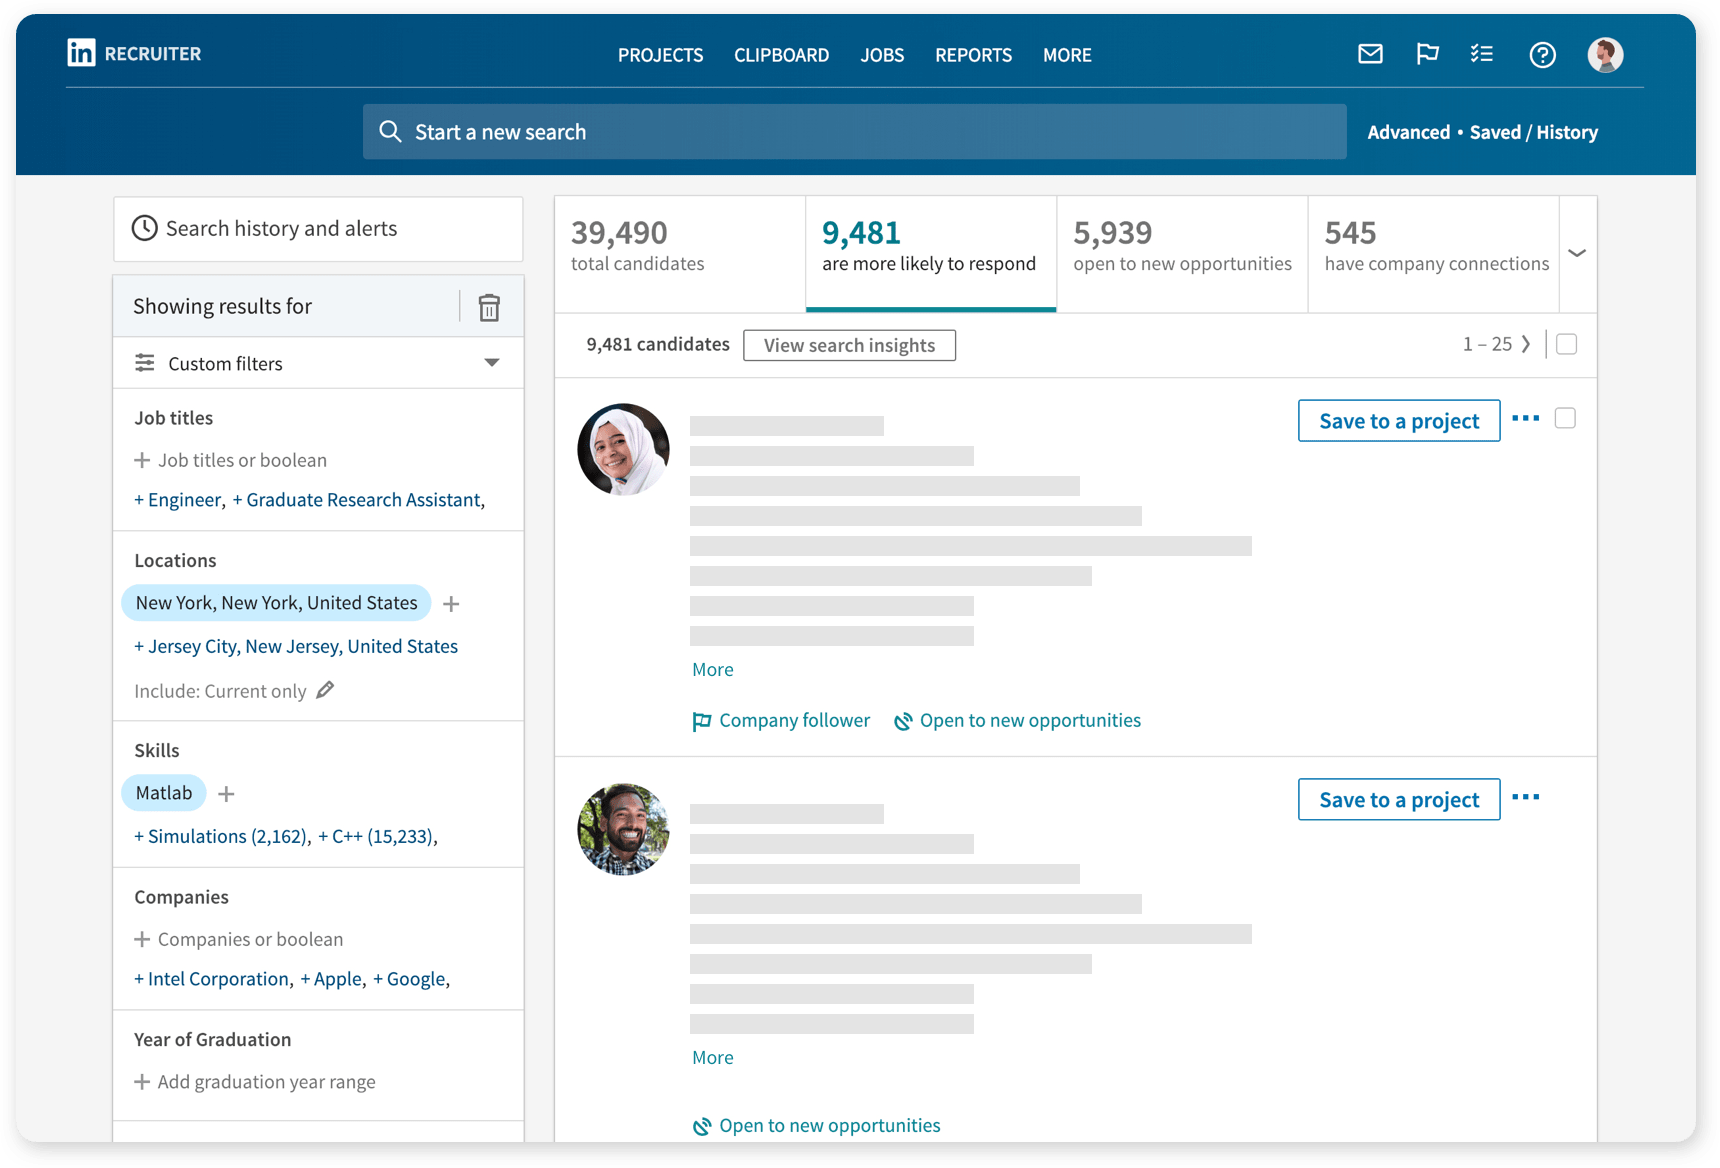 in RECRUITER
PROJECTS CLIPBOARD JOBS REPORTS MORE
Start a new search
Advanced • Saved / History
Search history and alerts
Showing results for
Custom filters
Job titles
+ Job titles or boolean
+ Engineer, + Graduate Research Assistant,
Locations
New York, New York, United States +
+ Jersey City, New Jersey, United States
Include: Current only
Skills
Matlab +
+ Simulations (2,162), + C++ (15,233),
Companies
+ Companies or boolean
+ Intel Corporation, + Apple, + Google,
Year of Graduation
+ Add graduation year range
39,490
total candidates
9,481
are more likely to respond
5,939
open to new opportunities
545
have company connections
9,481 candidates View search insights 1 – 25
Save to a project
More
Company follower Open to new opportunities
Save to a project
More
Open to new opportunities